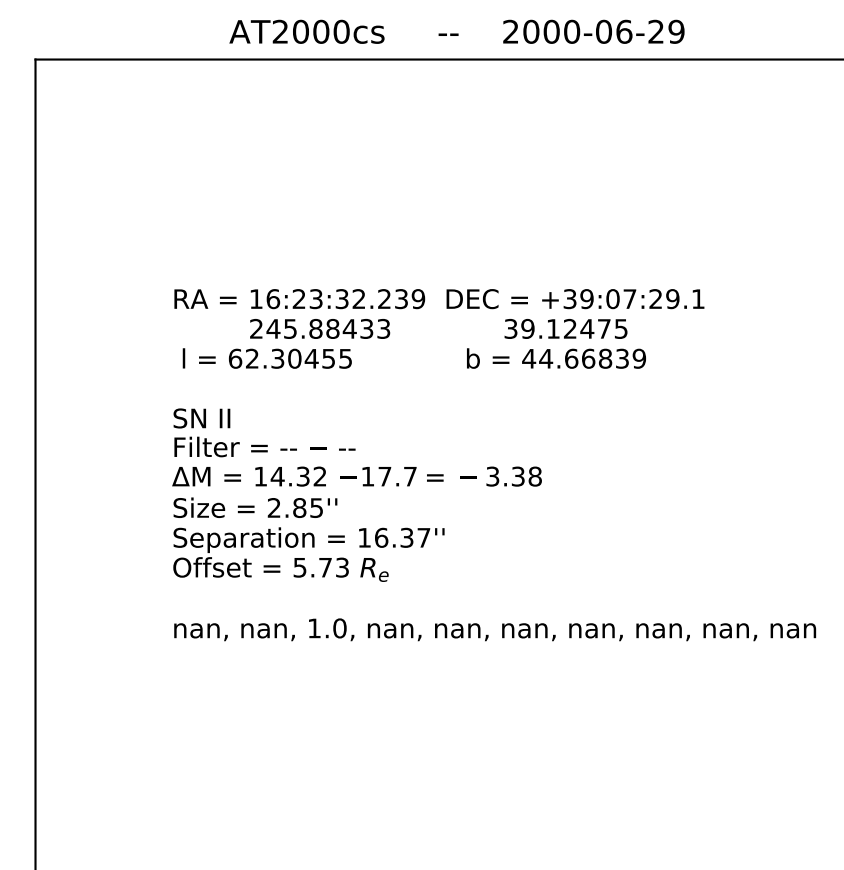 AT2000cs -- 2000-06-29
RA = 16:23:32.239 DEC = +39:07:29.1
245.88433 39.12475
l = 62.30455 b = 44.66839
SN II
Filter = -- − --
ΔM = 14.32 −17.7 = − 3.38
Size = 2.85''
Separation = 16.37''
Offset = 5.73 Rₑ
nan, nan, 1.0, nan, nan, nan, nan, nan, nan, nan